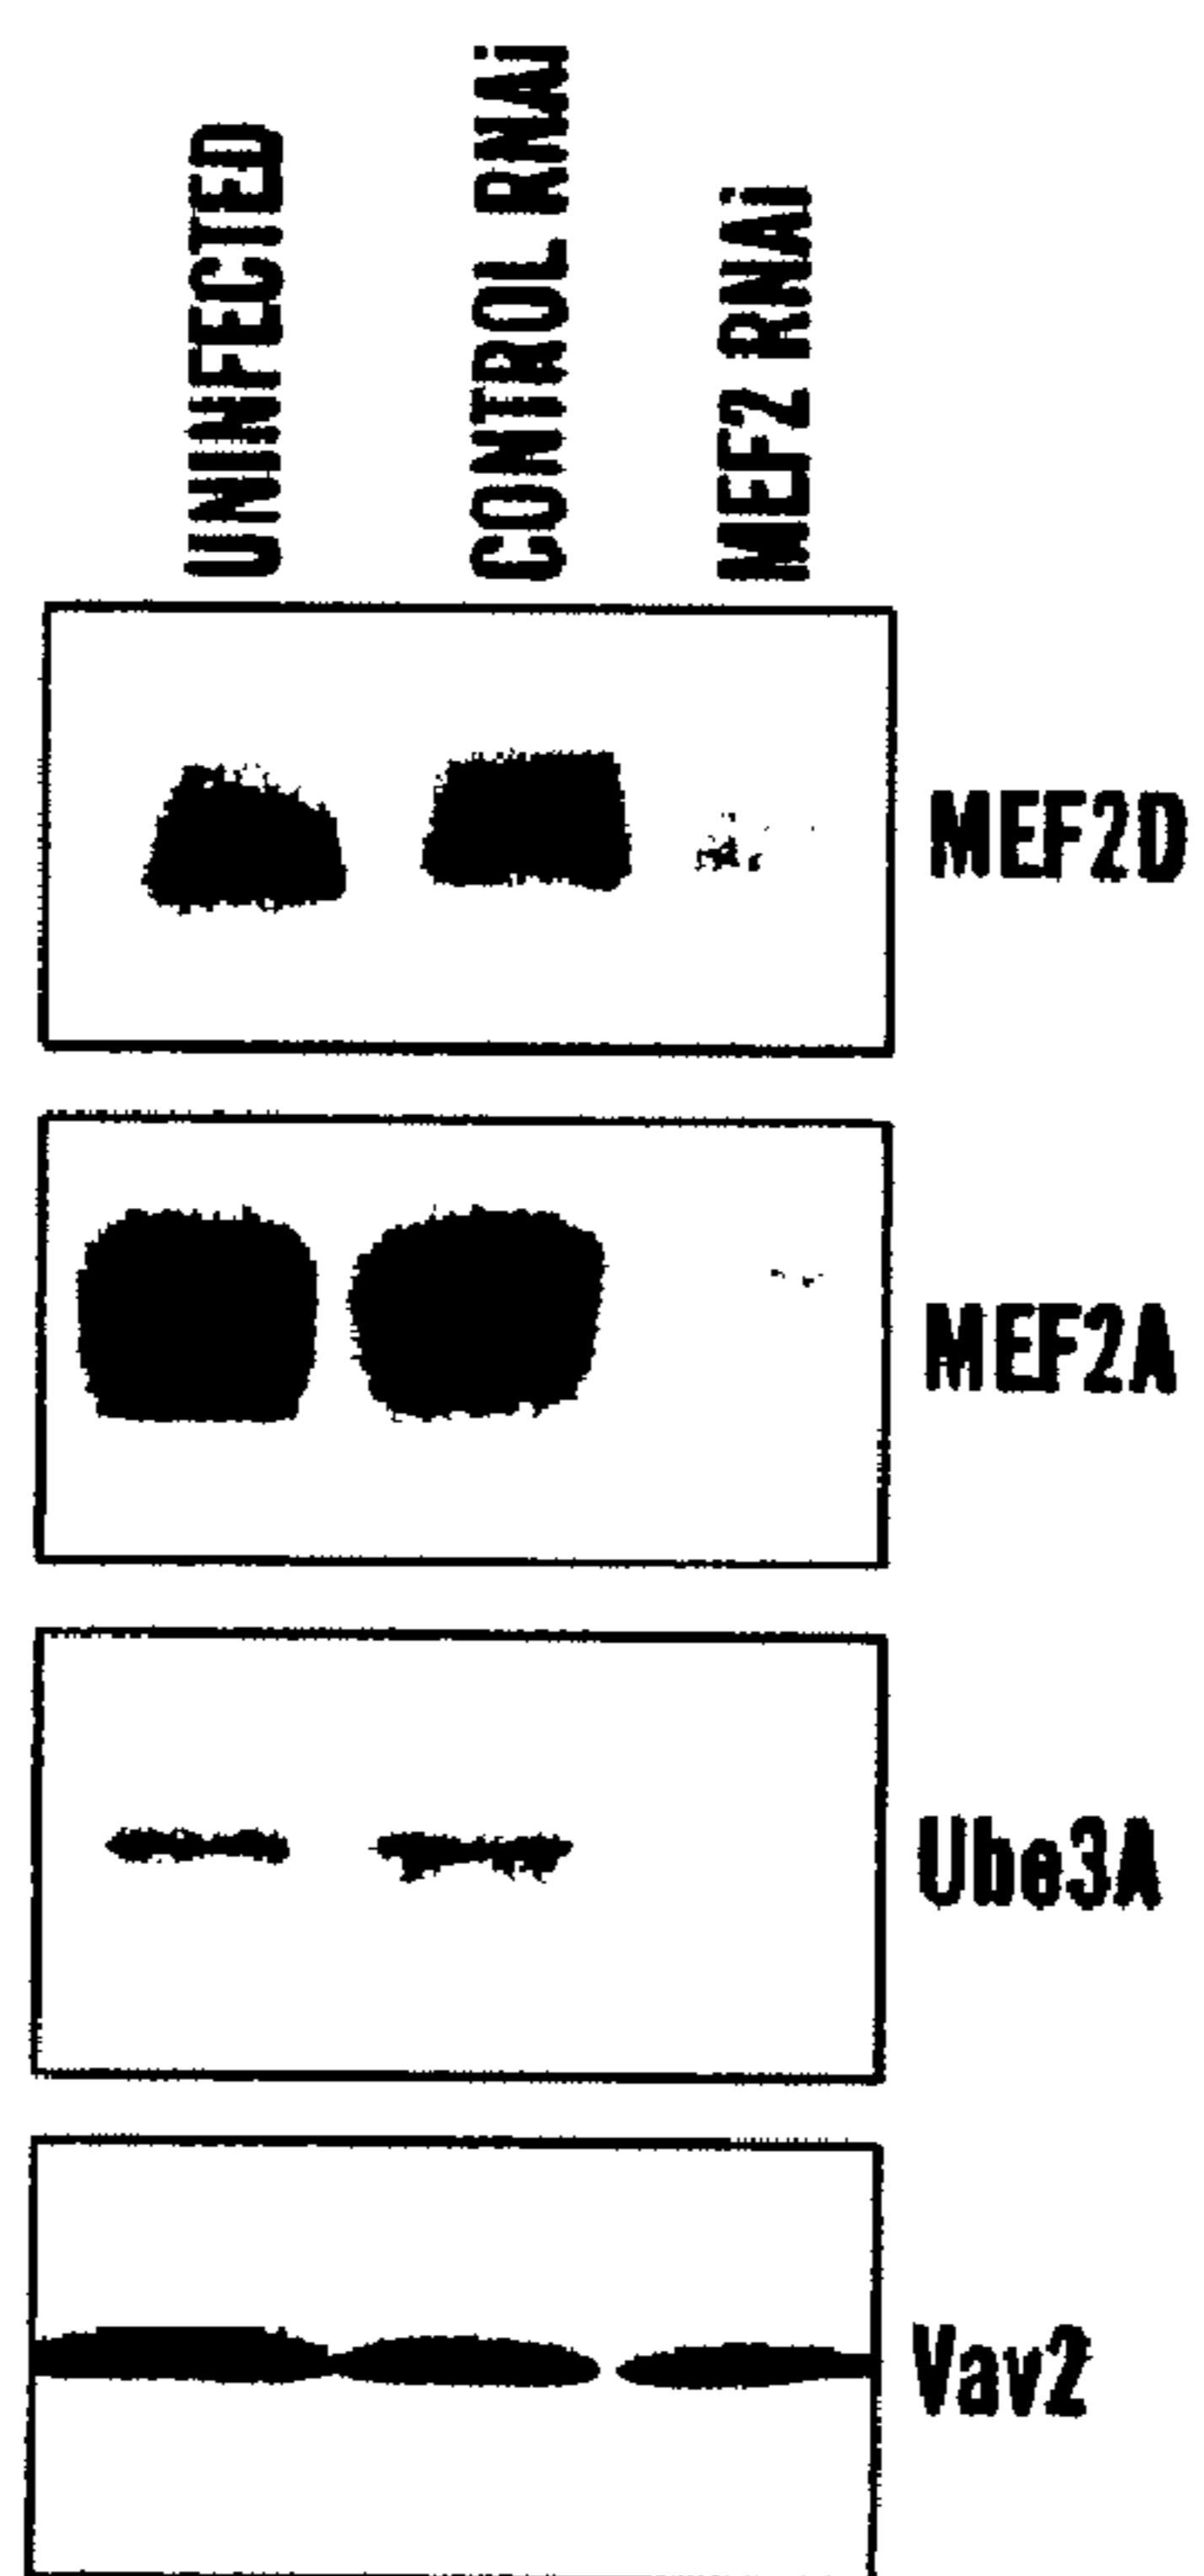 UNINFECTED
CONTROL RNAi
MEF2 RNAi
MEF2D
MEF2A
Ube3A
Vav2